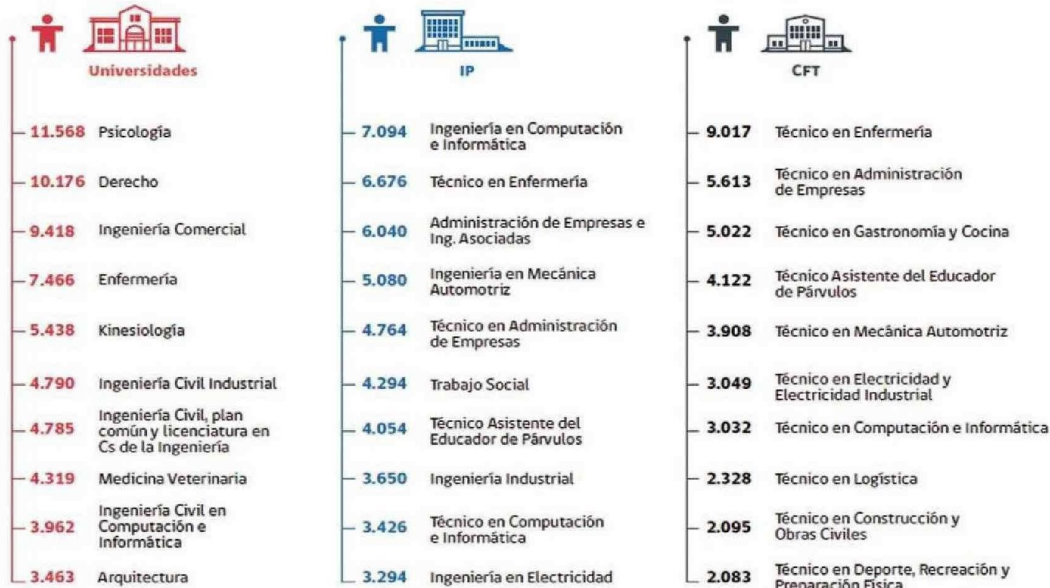 Universidades
11.568 Psicología
10.176 Derecho
9.418 Ingeniería Comercial
7.466 Enfermería
5.438 Kinesiología
4.790 Ingeniería Civil Industrial
4.785 Ingeniería Civil, plan
común y licenciatura en
Cs de la Ingeniería
4.319 Medicina Veterinaria
3.962 Ingeniería Civil en
Computación e
Informática
3.463 Arquitectura
IP
7.094 Ingeniería en Computación
e Informática
6.676 Técnico en Enfermería
6.040 Administración de Empresas e
Ing. Asociadas
5.080 Ingeniería en Mecánica
Automotriz
4.764 Técnico en Administración
de Empresas
4.294 Trabajo Social
4.054 Técnico Asistente del
Educador de Párvulos
3.650 Ingeniería Industrial
3.426 Técnico en Computación
e Informática
3.294 Ingeniería en Electricidad
CFT
9.017 Técnico en Enfermería
5.613 Técnico en Administración
de Empresas
5.022 Técnico en Gastronomía y Cocina
4.122 Técnico Asistente del Educador
de Párvulos
3.908 Técnico en Mecánica Automotriz
3.049 Técnico en Electricidad y
Electricidad Industrial
3.032 Técnico en Computación e Informática
2.328 Técnico en Logística
2.095 Técnico en Construcción y
Obras Civiles
2.083 Técnico en Deporte, Recreación y
Preparación Física